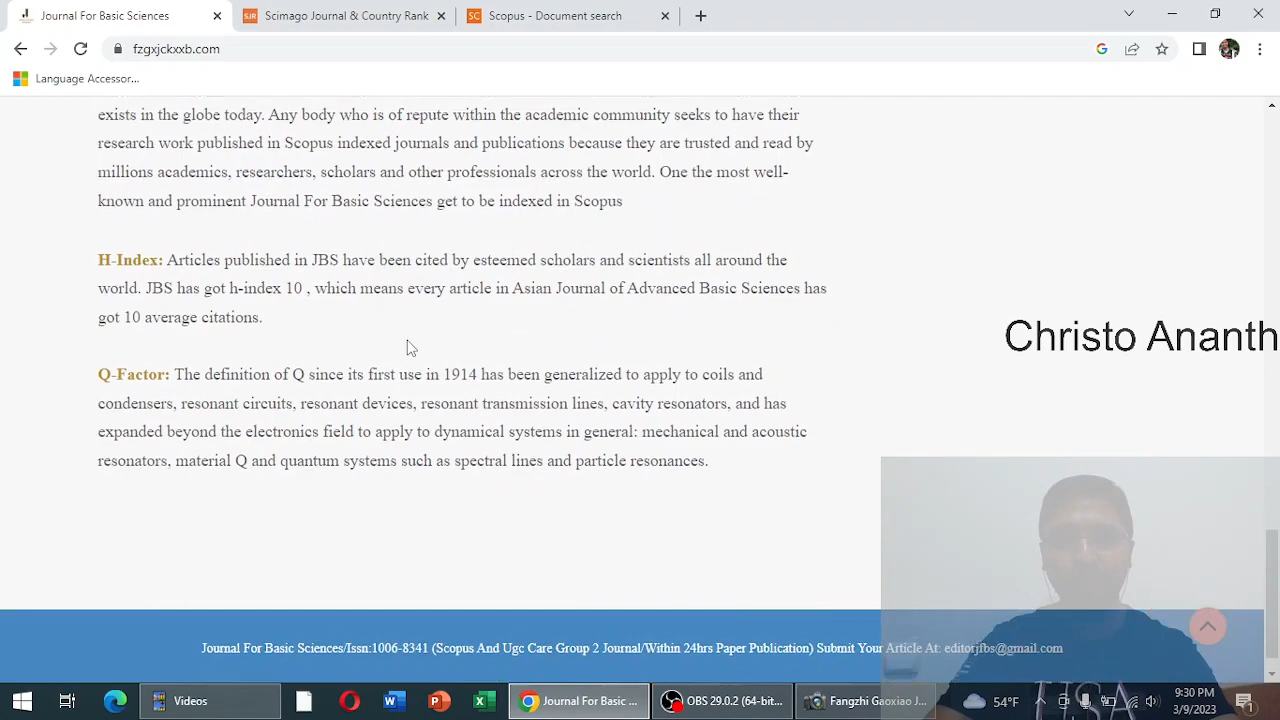 Journal For Basic Sciences
Scimago Journal & Country Rank
Scopus - Document search
fzgxjckxxb.com
Language Accessor...
exists in the globe today. Any body who is of repute within the academic community seeks to have their
research work published in Scopus indexed journals and publications because they are trusted and read by
millions academics, researchers, scholars and other professionals across the world. One the most well-
known and prominent Journal For Basic Sciences get to be indexed in Scopus
H-Index: Articles published in JBS have been cited by esteemed scholars and scientists all around the
world. JBS has got h-index 10 , which means every article in Asian Journal of Advanced Basic Sciences has
got 10 average citations.
Christo Ananth
Q-Factor: The definition of Q since its first use in 1914 has been generalized to apply to coils and
condensers, resonant circuits, resonant devices, resonant transmission lines, cavity resonators, and has
expanded beyond the electronics field to apply to dynamical systems in general: mechanical and acoustic
resonators, material Q and quantum systems such as spectral lines and particle resonances.
Journal For Basic Sciences/Issn:1006-8341 (Scopus And Ugc Care Group 2 Journal/Within 24hrs Paper Publication) Submit Your Article At: editorjfbs@gmail.com
Videos
Journal For Basic ...
OBS 29.0.2 (64-bit...
Fangzhi Gaoxiao J...
54°F
9:30 PM
3/9/2023